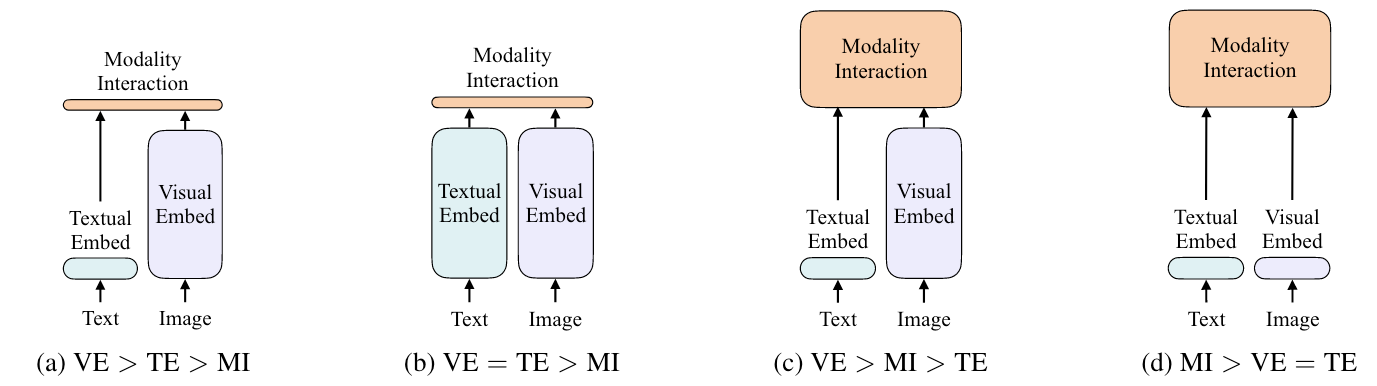 Modality
Interaction
Textual
Embed
Visual
Embed
Text
Image
(a) VE > TE > MI
Modality
Interaction
Textual
Embed
Visual
Embed
Text
Image
(b) VE = TE > MI
Modality
Interaction
Textual
Embed
Visual
Embed
Text
Image
(c) VE > MI > TE
Modality
Interaction
Textual
Embed
Visual
Embed
Text
Image
(d) MI > VE = TE